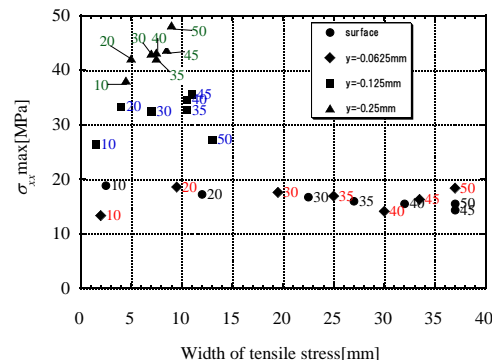 50
40
30
20
10
0
σxx max[MPa]
surface
y=-0.0625mm
y=-0.125mm
y=-0.25mm
50
30 40
20
45
35
10
45
40
20 30 35
50
10
10 20 20 30 35 40 45 50
10 30 35 40 50
45
0 5 10 15 20 25 30 35 40
Width of tensile stress[mm]